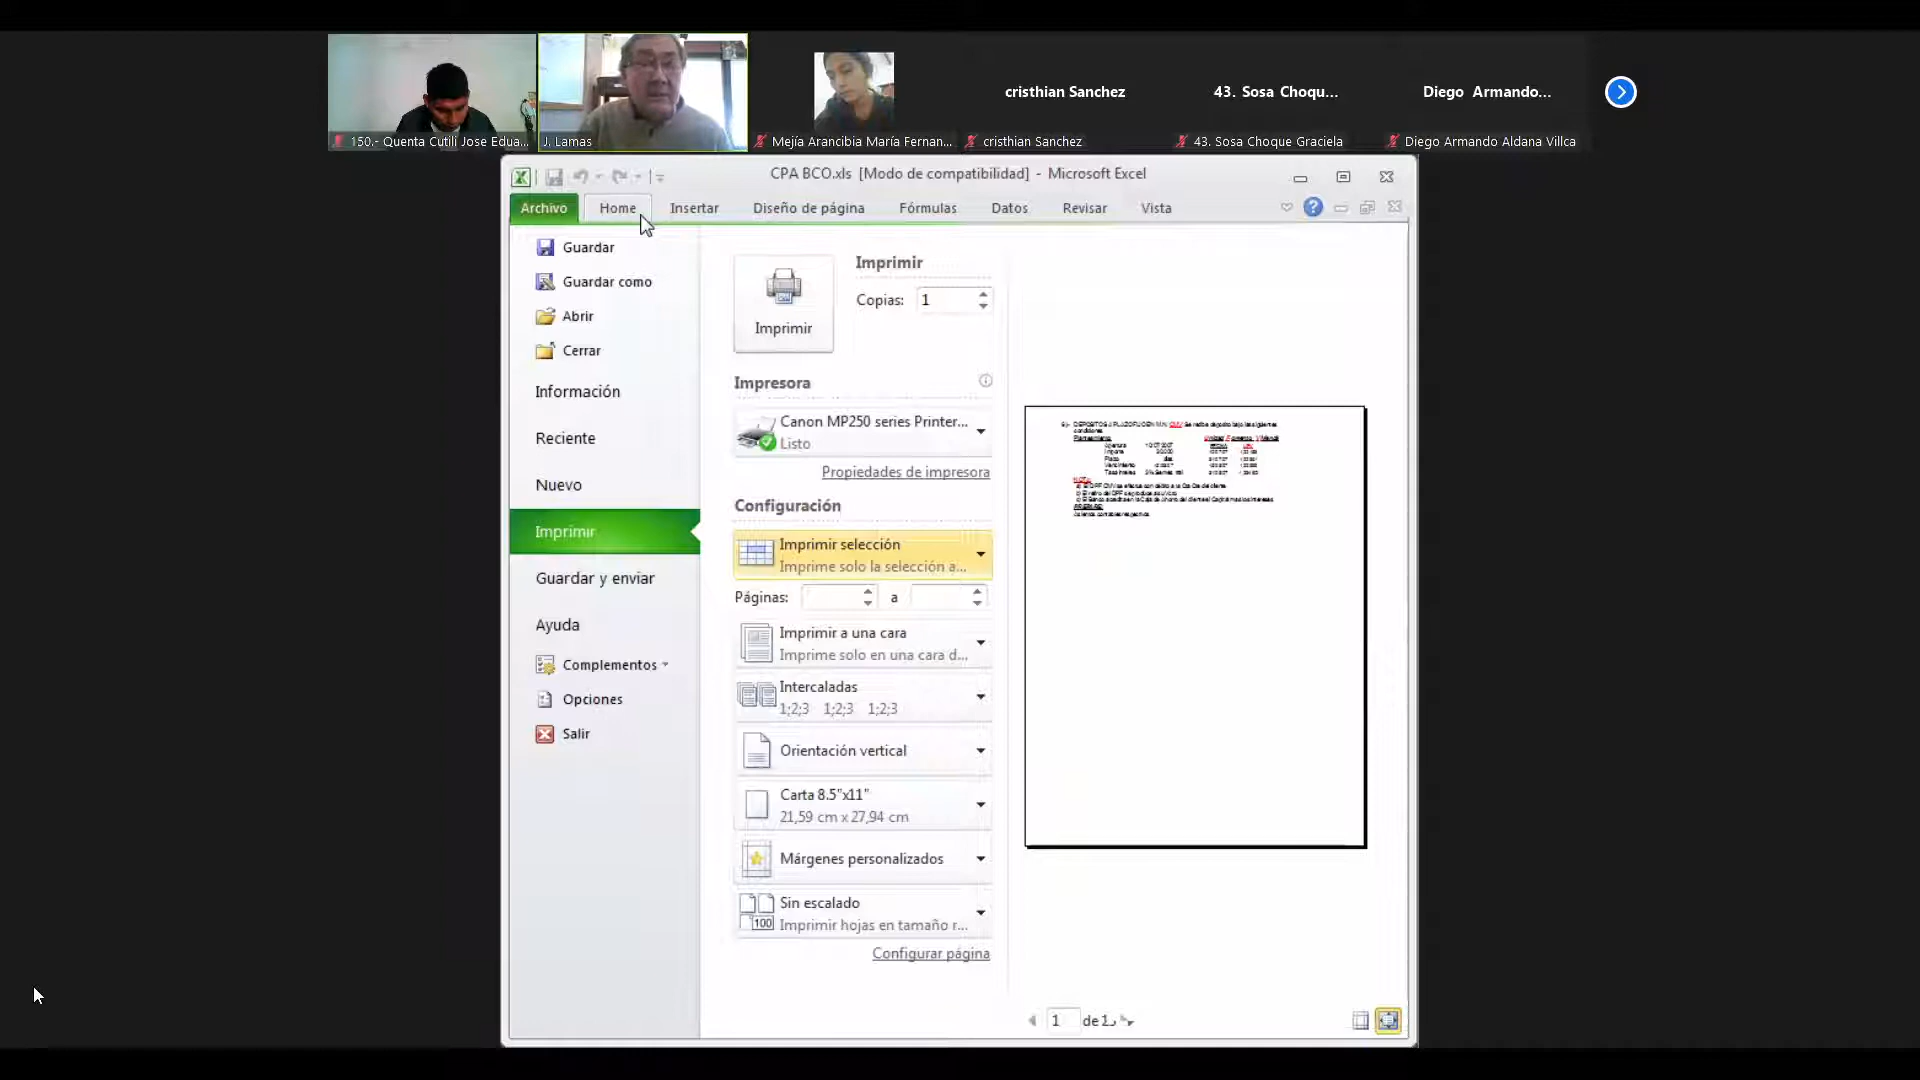 cristhian Sanchez
43. Sosa Choqu...
Diego Armando...
150.- Quenta Cutili Jose Edua...
J. Lamas
Mejía Arancibia María Fernan...
cristhian Sanchez
43. Sosa Choque Graciela
Diego Armando Aldana Villca
CPA BCO.xls [Modo de compatibilidad] - Microsoft Excel
Archivo
Home
Insertar
Diseño de página
Fórmulas
Datos
Revisar
Vista
Guardar
Guardar como
Abrir
Cerrar
Información
Reciente
Nuevo
Imprimir
Guardar y enviar
Ayuda
Complementos
Opciones
Salir
Imprimir
Imprimir
Copias: 1
Impresora
Canon MP250 series Printer...
Listo
Propiedades de impresora
Configuración
Imprimir selección
Imprime solo la selección a...
Páginas: a
Imprimir a una cara
Imprime solo en una cara d...
Intercaladas
1;2;3 1;2;3 1;2;3
Orientación vertical
Carta 8.5"x11"
21,59 cm x 27,94 cm
Márgenes personalizados
Sin escalado
100
Imprimir hojas en tamaño r...
Configurar página
condiciones
Planteamiento
1 de